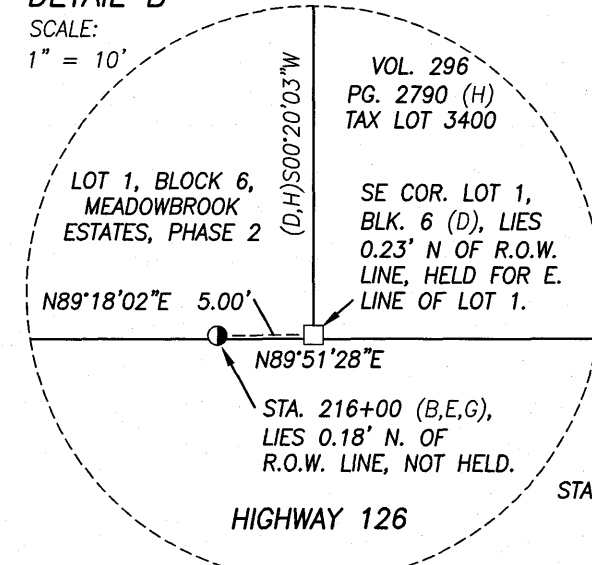 DETAIL B
SCALE:
1" = 10'
VOL. 296
PG. 2790 (H)
TAX LOT 3400
(D,H)S00°20'03"W
LOT 1, BLOCK 6,
MEADOWBROOK
ESTATES, PHASE 2
SE COR. LOT 1,
BLK. 6 (D), LIES
0.23' N OF R.O.W.
LINE, HELD FOR E.
LINE OF LOT 1.
N89°18'02"E 5.00'
N89°51'28"E
STA. 216+00 (B,E,G),
LIES 0.18' N. OF
R.O.W. LINE, NOT HELD.
STA
HIGHWAY 126